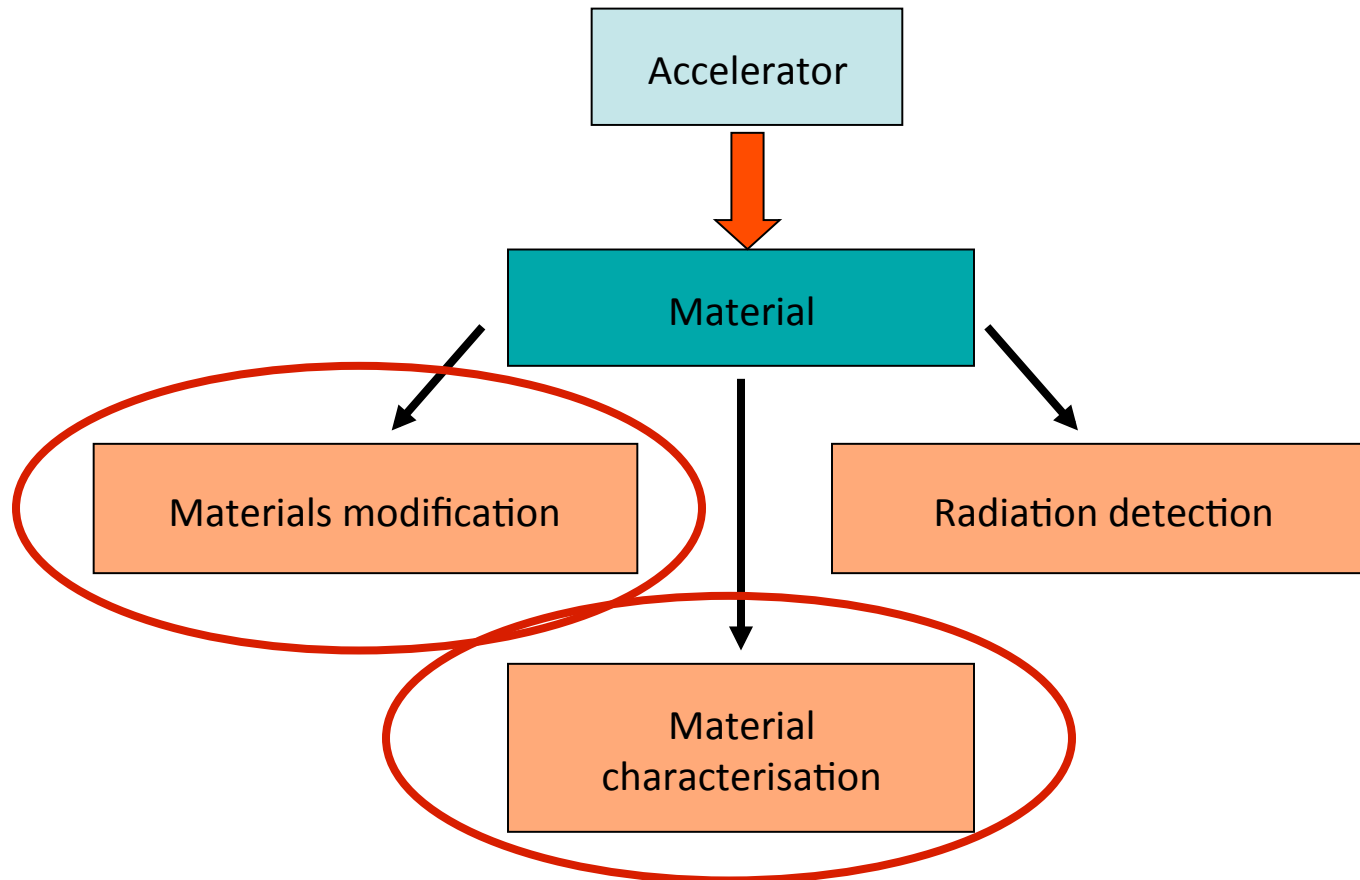 Accelerator
Material
Materials modification
Radiation detection
Material
characterisation